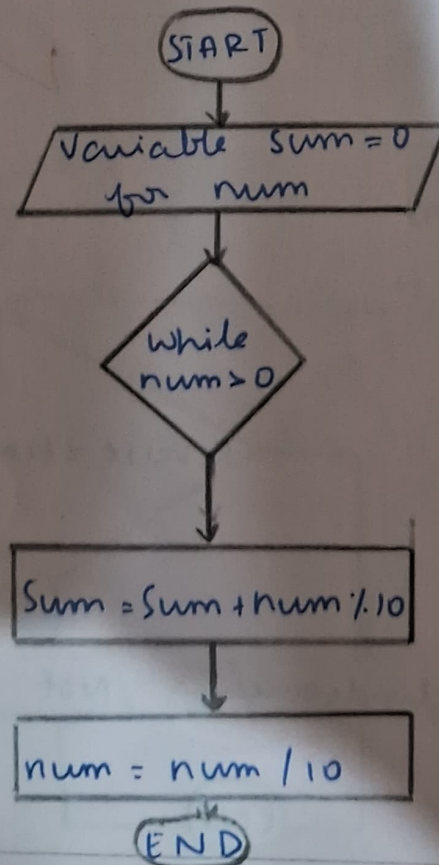 START
Variable sum = 0
for num
while
num > 0
Sum = Sum + num % 10
num = num / 10
END